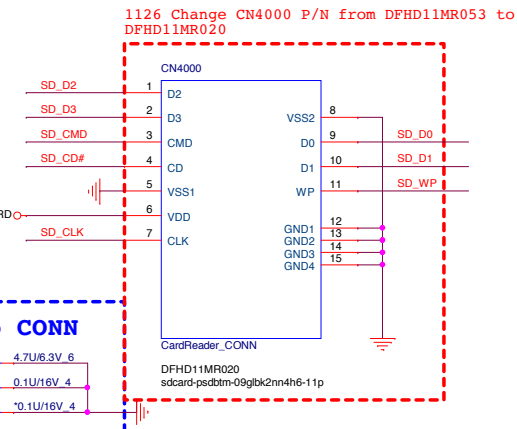 1126 Change CN4000 P/N from DFHD11MR053 to
DFHD11MR020
CN4000
SD_D2 1 D2
SD_D3 2 D3
SD_CMD 3 CMD
SD_CD# 4 CD
5 VSS1
RD 6 VDD
SD_CLK 7 CLK
VSS2 8
D0 9 SD_D0
D1 10 SD_D1
WP 11 SD_WP
GND1 12
GND2 13
GND3 14
GND4 15
CardReader_CONN
DFHD11MR020
sdcard-psdbtm-09glbk2nn4h6-11p
CONN
4.7U/6.3V_6
0.1U/16V_4
*0.1U/16V_4